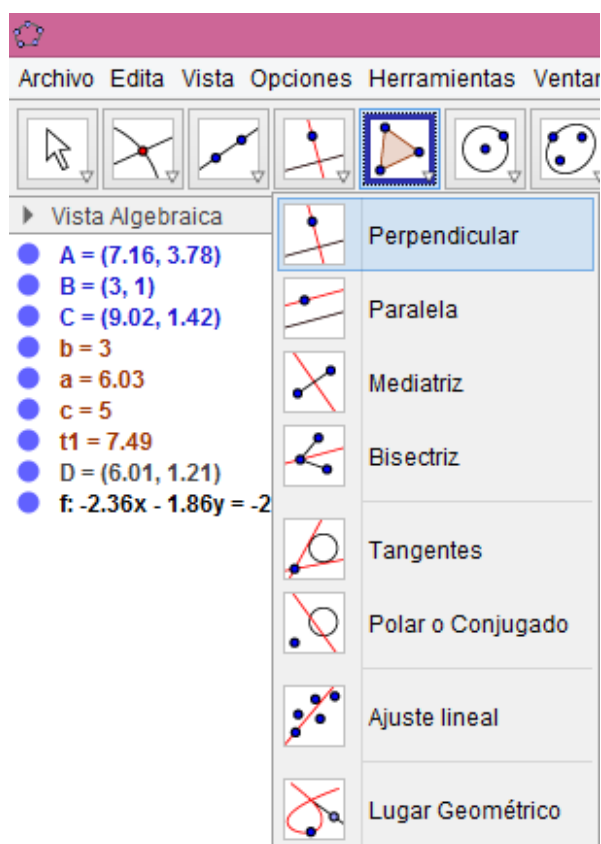 Archivo Edita Vista Opciones Herramientas Ventan
Vista Algebraica
A = (7.16, 3.78)
B = (3, 1)
C = (9.02, 1.42)
b = 3
a = 6.03
c = 5
t1 = 7.49
D = (6.01, 1.21)
f: -2.36x - 1.86y = -2
Perpendicular
Paralela
Mediatriz
Bisectriz
Tangentes
Polar o Conjugado
Ajuste lineal
Lugar Geométrico